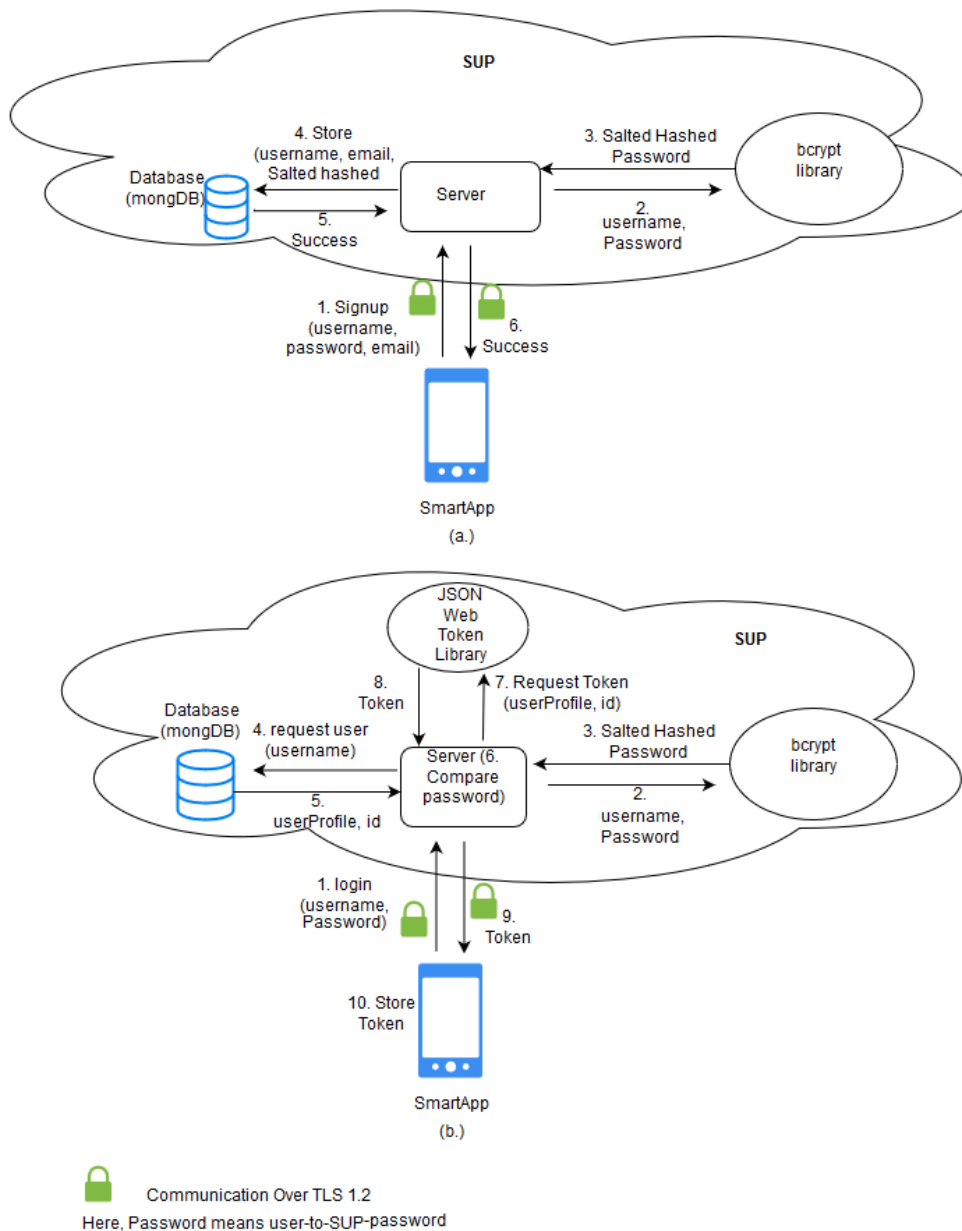 SUP
4. Store
(username, email,
Salted hashed
3. Salted Hashed
Password
bcrypt
library
Database
(mongDB)
Server
5.
Success
2.
username,
Password
1. Signup
(username,
password, email)
6.
Success
SmartApp
(a.)
JSON
Web
Token
Library
SUP
8.
Token
7. Request Token
(userProfile, id)
Database
(mongDB)
4. request user
(username)
3. Salted Hashed
Password
bcrypt
library
Server (6.
Compare
password)
5.
userProfile, id
2.
username,
Password
1. login
(username,
Password)
9.
Token
10. Store
Token
SmartApp
(b.)
Communication Over TLS 1.2
Here, Password means user-to-SUP-password